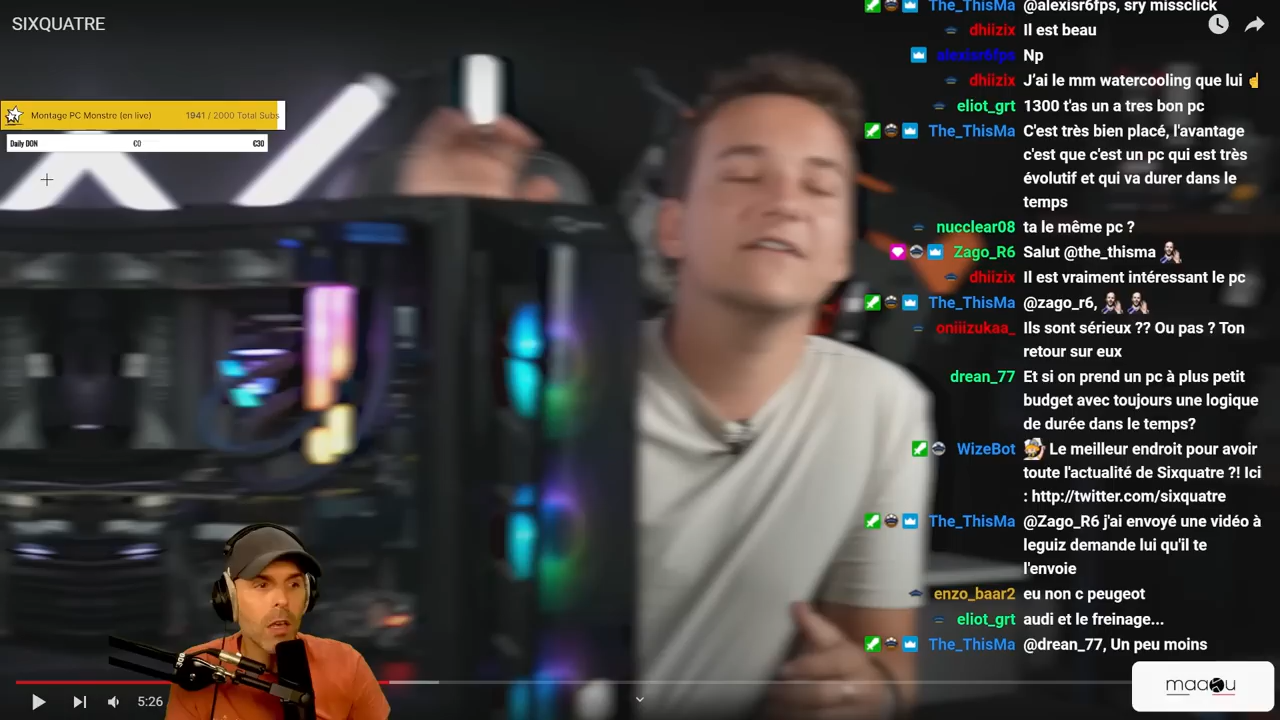 SIXQUATRE
Montage PC Monstre (en live) 1941 / 2000 Total Subs
Daily DON €0 €30
The_ThisMa @alexisr6fps, sry missclick
dhiizix Il est beau
alexisr6fps Np
dhiizix J'ai le mm watercooling que lui ☝
eliot_grt 1300 t'as un a tres bon pc
The_ThisMa C'est très bien placé, l'avantage
c'est que c'est un pc qui est très
évolutif et qui va durer dans le
temps
nucclear08 ta le même pc ?
Zago_R6 Salut @the_thisma
dhiizix Il est vraiment intéressant le pc
The_ThisMa @zago_r6,
oniiizukaa_ Ils sont sérieux ?? Ou pas ? Ton
retour sur eux
drean_77 Et si on prend un pc à plus petit
budget avec toujours une logique
de durée dans le temps?
WizeBot Le meilleur endroit pour avoir
toute l'actualité de Sixquatre ?! Ici
: http://twitter.com/sixquatre
The_ThisMa @Zago_R6 j'ai envoyé une vidéo à
leguiz demande lui qu'il te
l'envoie
enzo_baar2 eu non c peugeot
eliot_grt audi et le freinage...
The_ThisMa @drean_77, Un peu moins
5:26